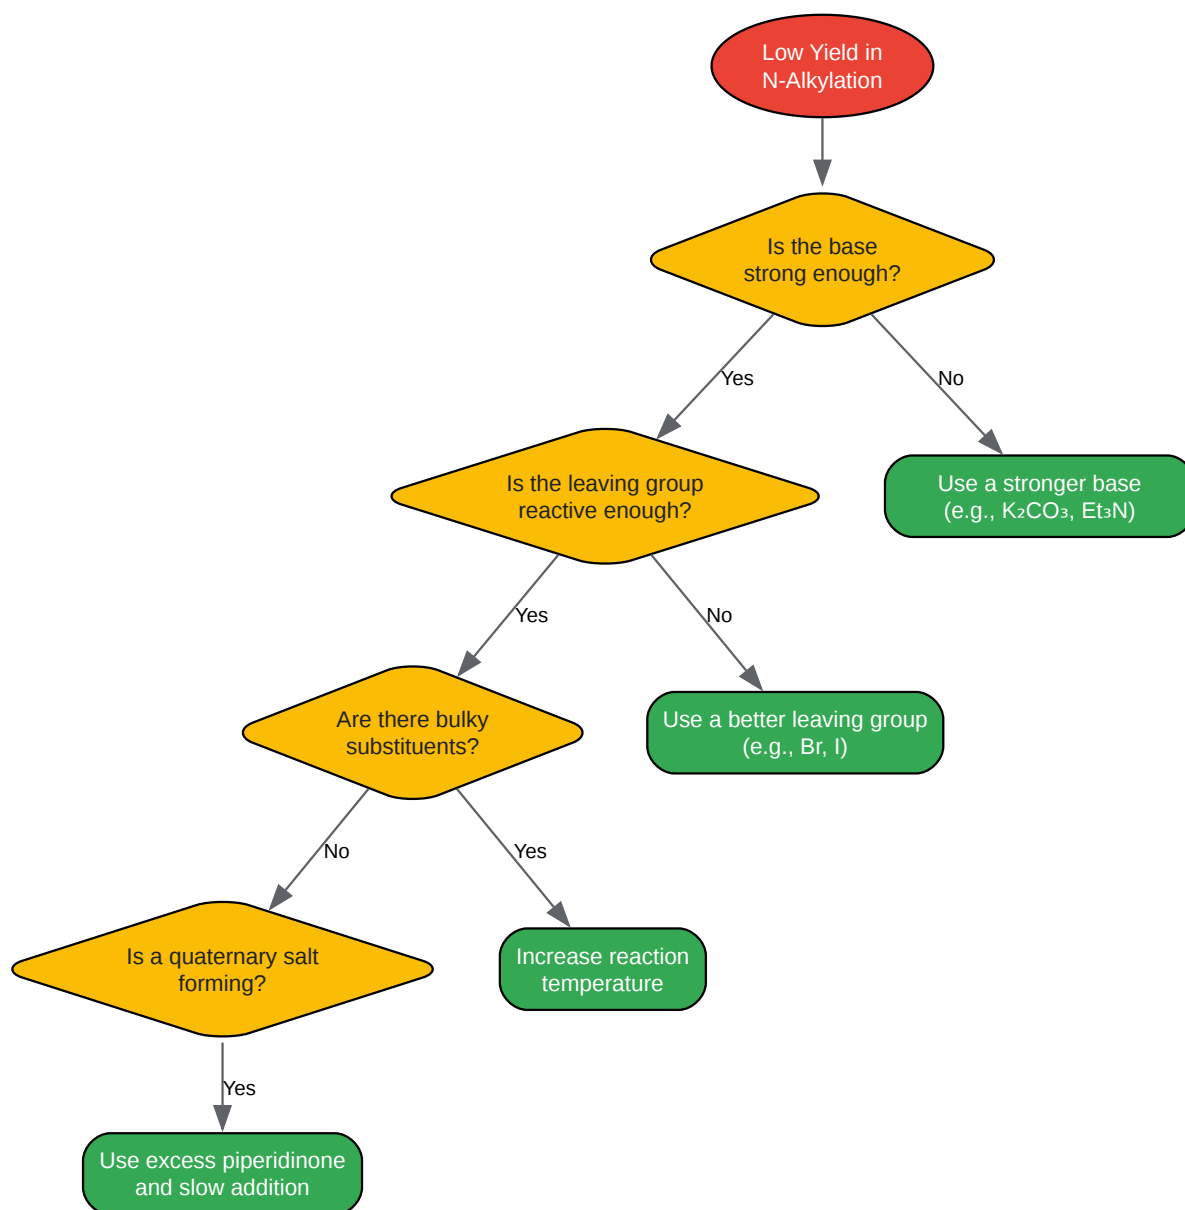 Low Yield in
N-Alkylation
Is the base
strong enough?
Yes
No
Is the leaving group
reactive enough?
Use a stronger base
(e.g., K₂CO₃, Et₃N)
Yes
No
Are there bulky
substituents?
Use a better leaving group
(e.g., Br, I)
No
Yes
Is a quaternary salt
forming?
Increase reaction
temperature
Yes
Use excess piperidinone
and slow addition